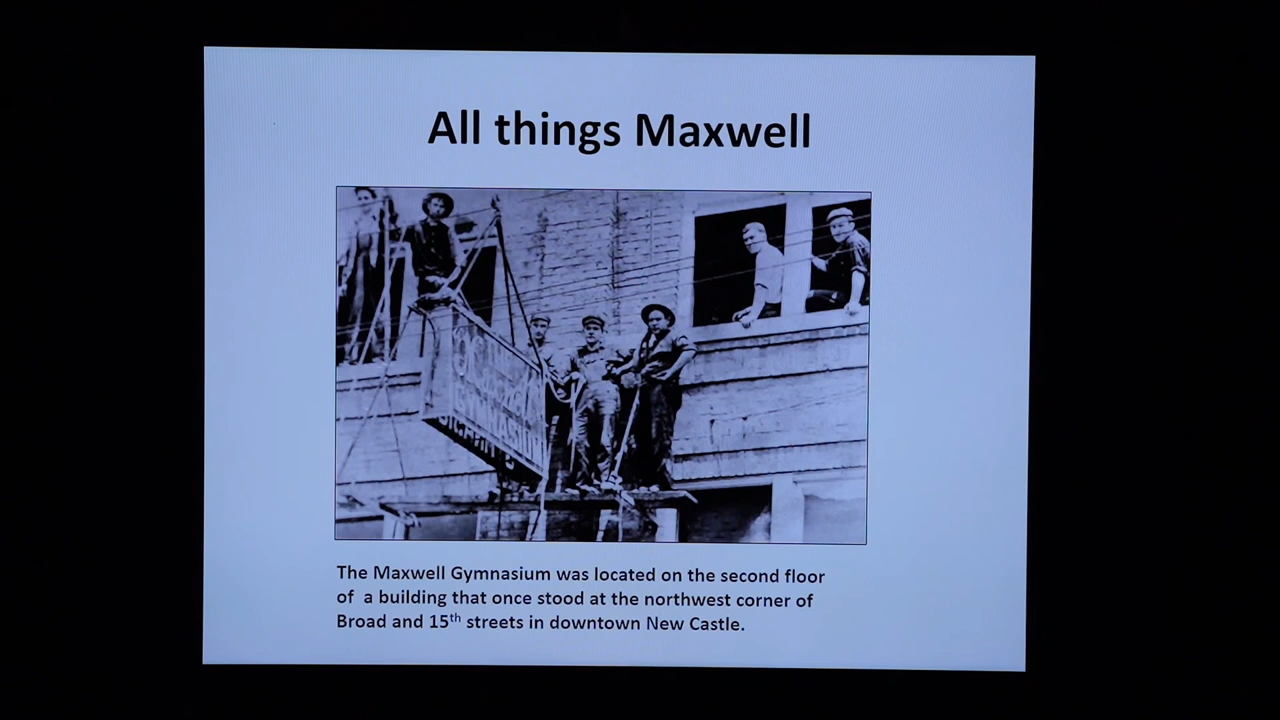 All things Maxwell
The Maxwell Gymnasium was located on the second floor
of a building that once stood at the northwest corner of
Broad and 15th streets in downtown New Castle.